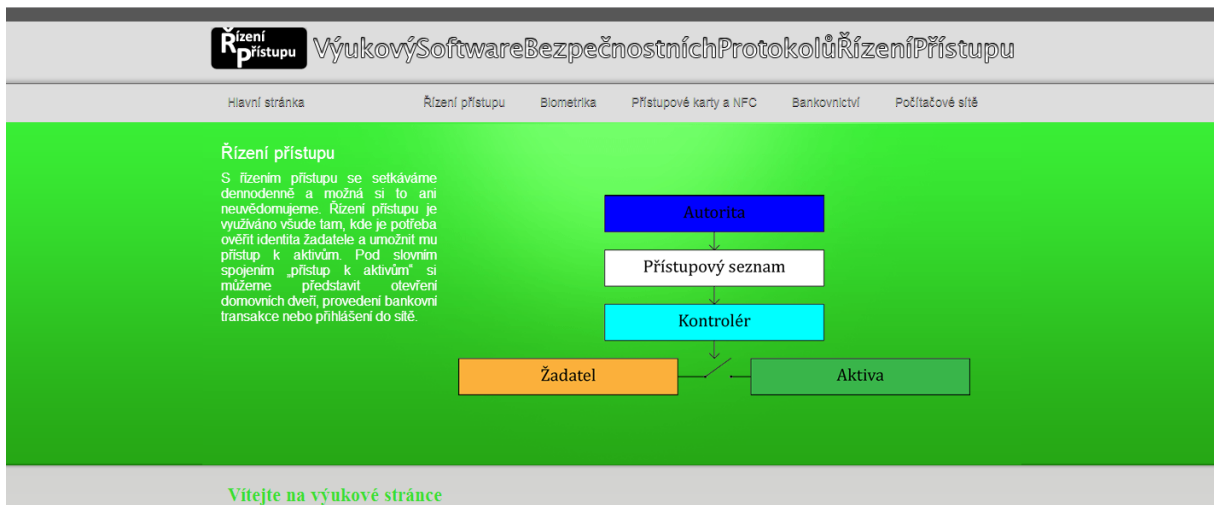 Řízení
Přístupu
VýukovýSoftwareBezpečnostníchProtokolůŘízeníPřístupu
Hlavní stránka
Řízení přístupu
Biometrika
Přístupové karty a NFC
Bankovnictví
Počítačové sítě
Řízení přístupu
S řízením přístupu se setkáváme
dennodenně a možná si to ani
neuvědomujeme. Řízení přístupu je
využíváno všude tam, kde je potřeba
ověřit identita žadatele a umožnit mu
přístup k aktivům. Pod slovním
spojením „přístup k aktivům" si
můžeme představit otevření
domovních dveří, provedení bankovní
transakce nebo přihlášení do sítě.
Autorita
Přístupový seznam
Kontrolér
Žadatel
Aktiva
Vítejte na výukové stránce